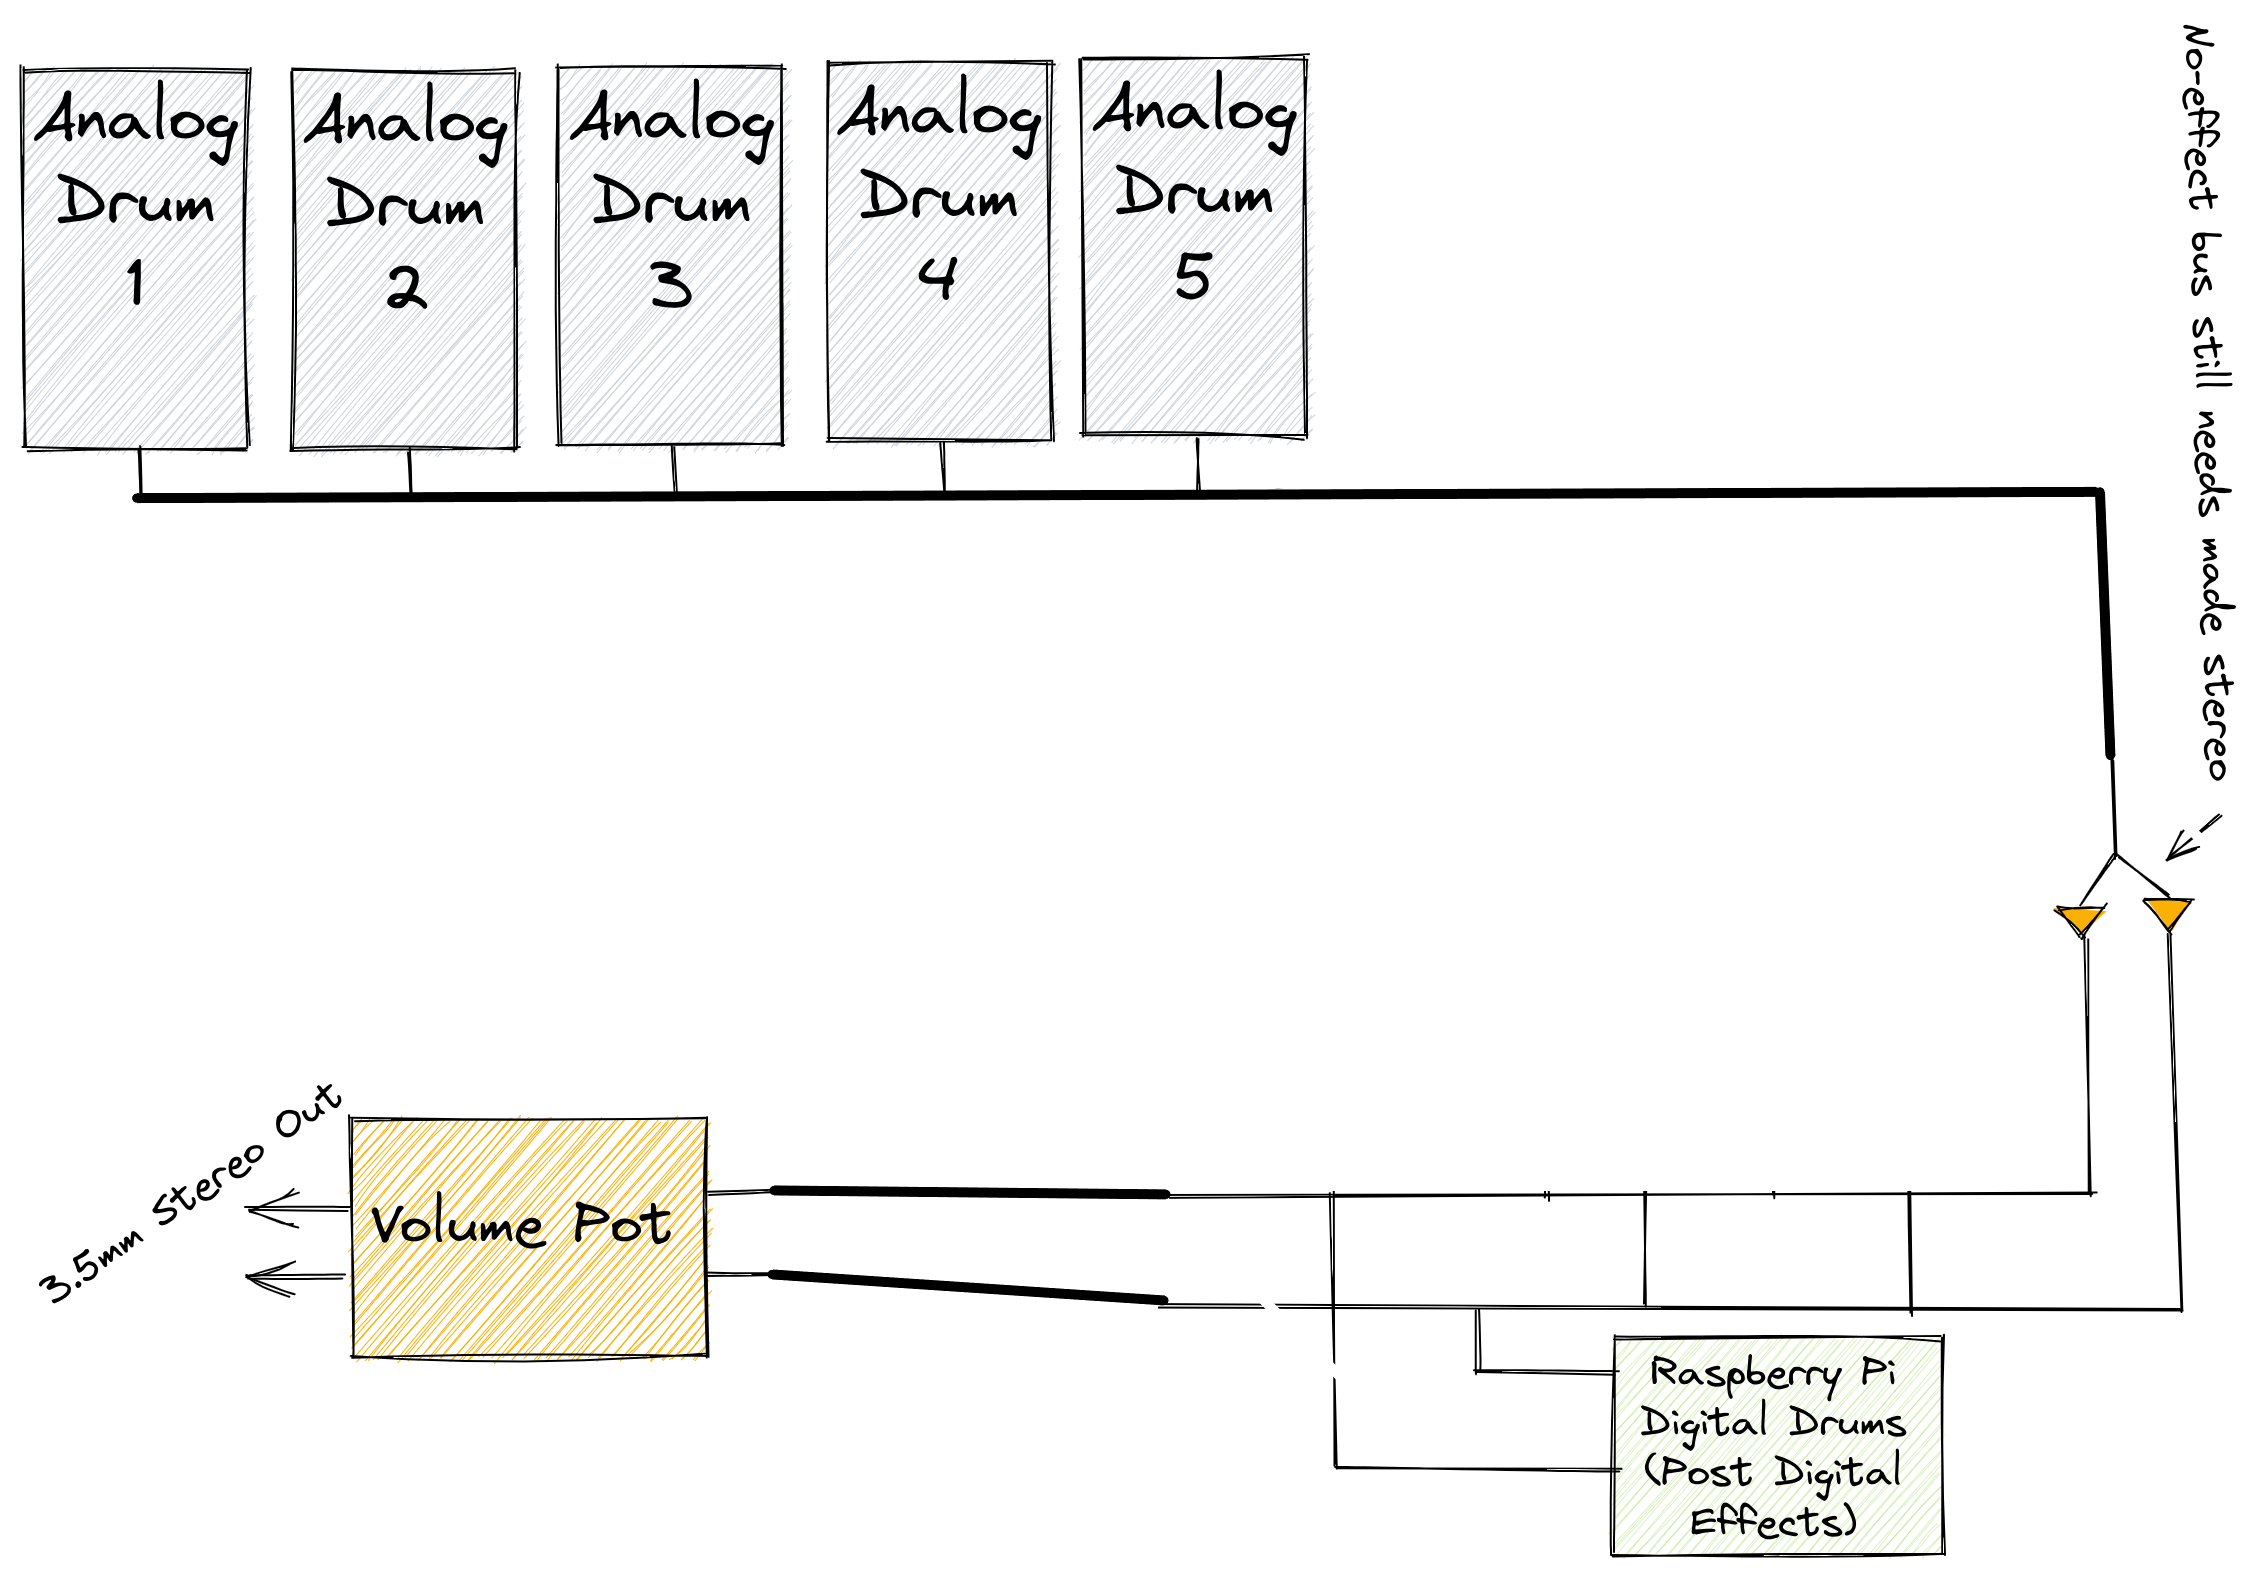 Analog
Drum
1
Analog
Drum
2
Analog
Drum
3
Analog
Drum
4
Analog
Drum
5
No-effect bus still needs made stereo
3.5mm Stereo Out
Volume Pot
Raspberry Pi
Digital Drums
(Post Digital
Effects)